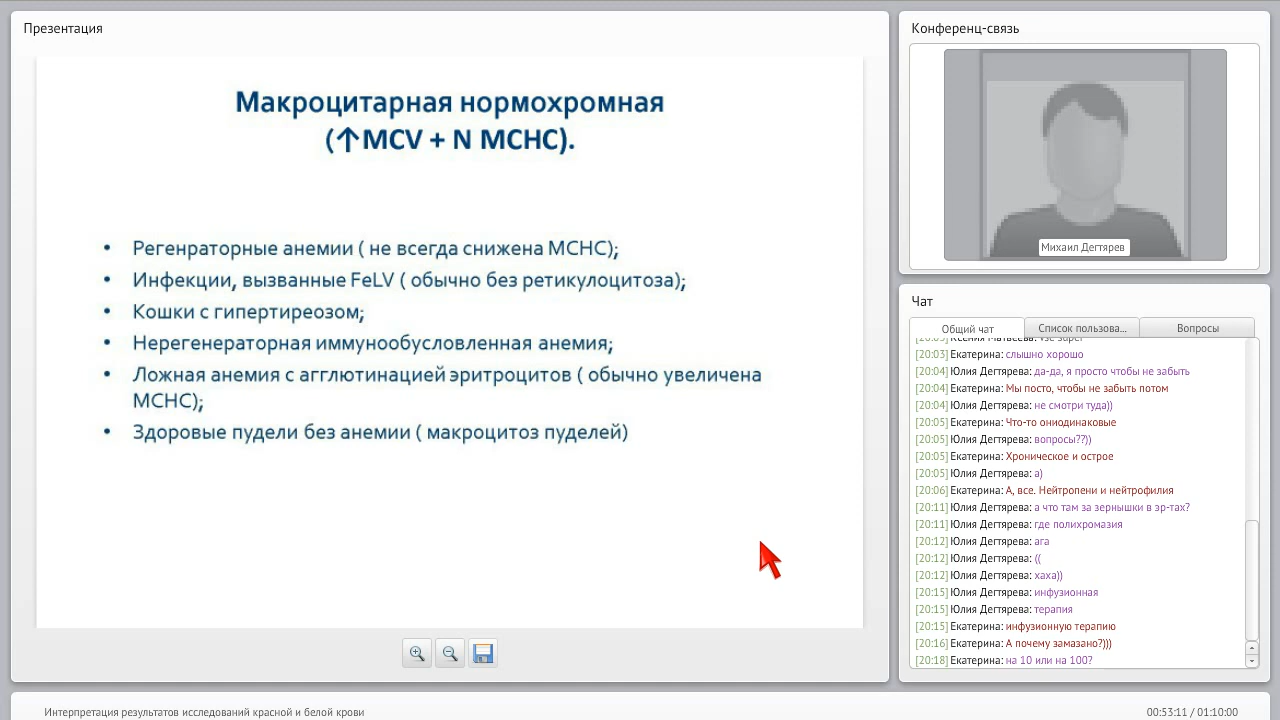 Презентация
Макроцитарная нормохромная
(↑MCV + N MCHC).
• Регенраторные анемии ( не всегда снижена MCHC);
• Инфекции, вызванные FeLV ( обычно без ретикулоцитоза);
• Кошки с гипертиреозом;
• Нерегенераторная иммунообусловленная анемия;
• Ложная анемия с агглютинацией эритроцитов ( обычно увеличена
MCHC);
• Здоровые пудели без анемии ( макроцитоз пуделей)
Конференц-связь
Михаил Дегтярев
Чат
Общий чат
Список пользова...
Вопросы
[20:03] Ксения Матвеева: vse super
[20:03] Екатерина: слышно хорошо
[20:04] Юлия Дегтярева: да-да, я просто чтобы не забыть
[20:04] Екатерина: Мы посто, чтобы не забыть потом
[20:04] Юлия Дегтярева: не смотри туда))
[20:05] Екатерина: Что-то ониодинаковые
[20:05] Юлия Дегтярева: вопросы??))
[20:05] Екатерина: Хроническое и острое
[20:05] Юлия Дегтярева: а)
[20:06] Екатерина: А, все. Нейтропени и нейтрофилия
[20:11] Юлия Дегтярева: а что там за зернышки в эр-тах?
[20:11] Юлия Дегтярева: где полихромазия
[20:12] Юлия Дегтярева: ага
[20:12] Юлия Дегтярева: ((
[20:12] Юлия Дегтярева: хаха))
[20:15] Юлия Дегтярева: инфузионная
[20:15] Юлия Дегтярева: терапия
[20:15] Екатерина: инфузионную терапию
[20:16] Екатерина: А почему замазано?)))
[20:18] Екатерина: на 10 или на 100?
Интерпретация результатов исследований красной и белой крови
00:53:11 / 01:10:00